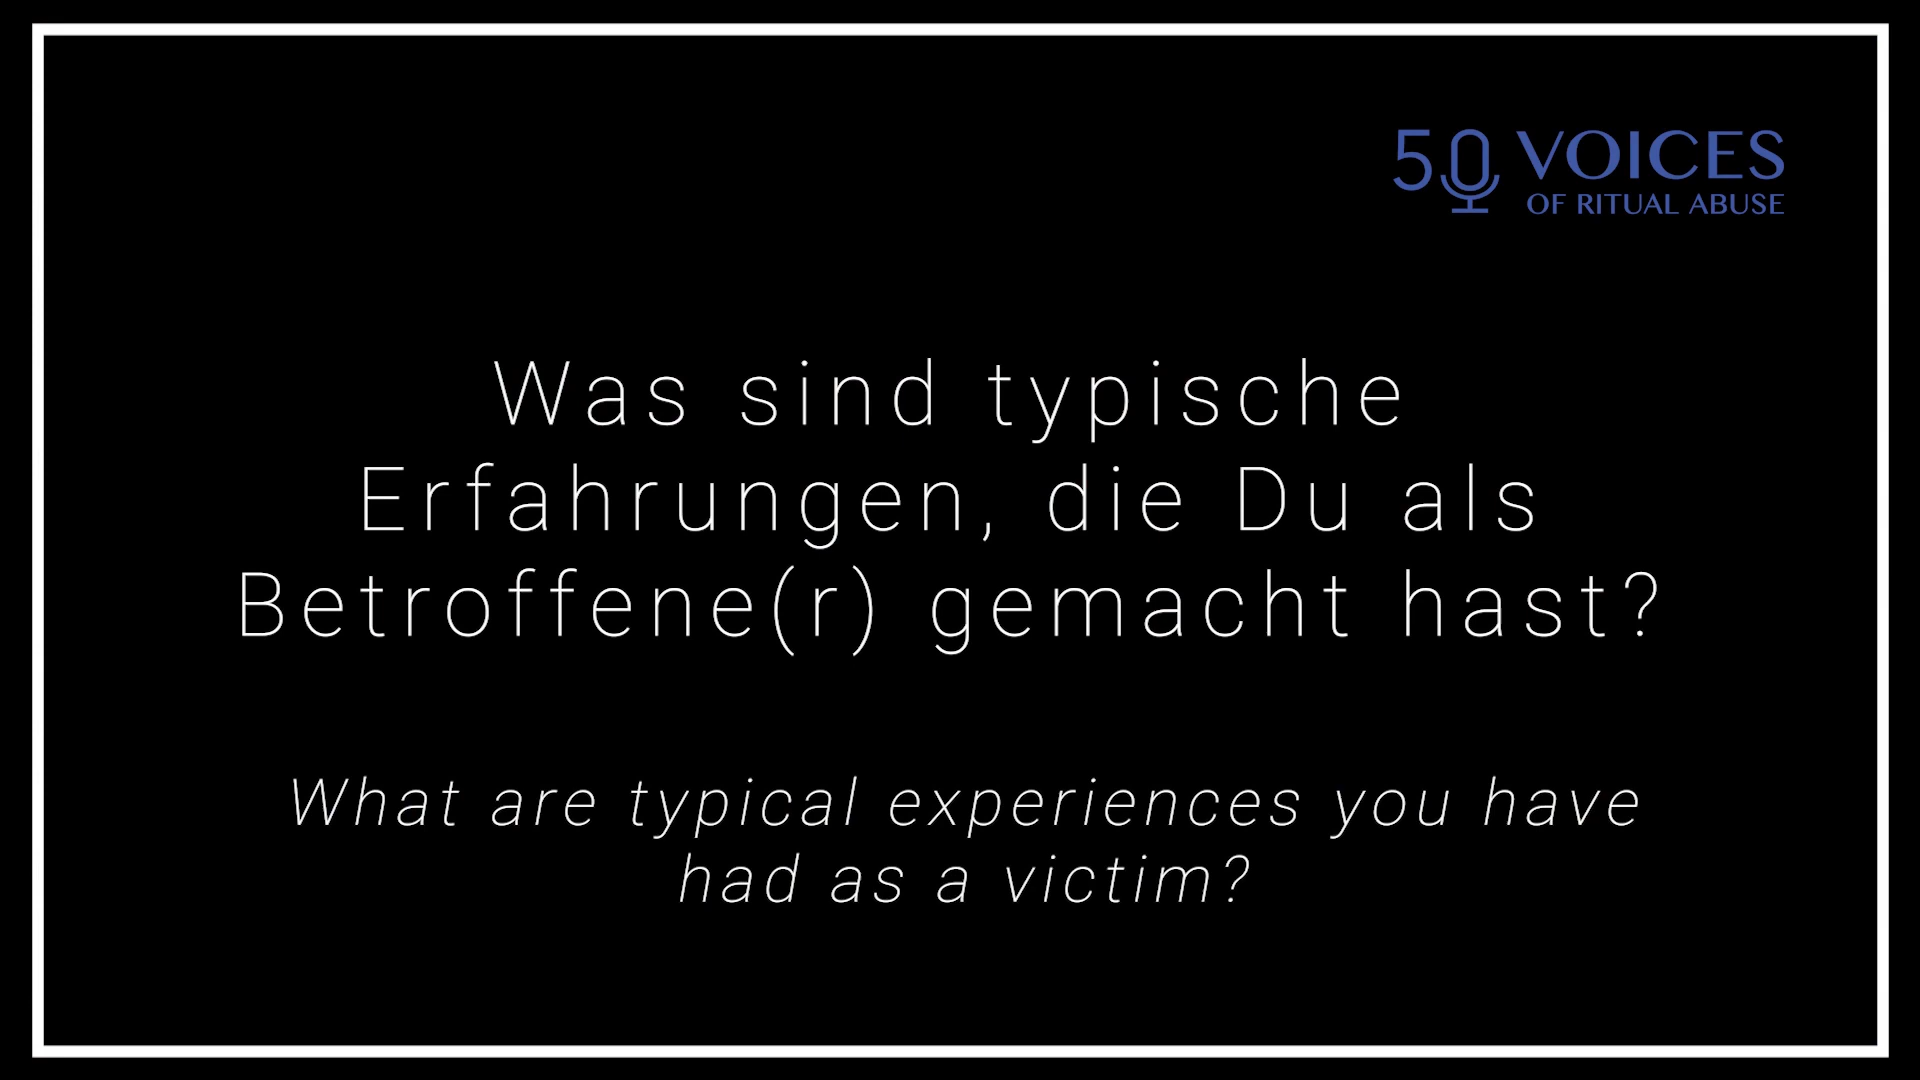 50 VOICES
OF RITUAL ABUSE
Was sind typische
Erfahrungen, die Du als
Betroffene(r) gemacht hast?
What are typical experiences you have
had as a victim?